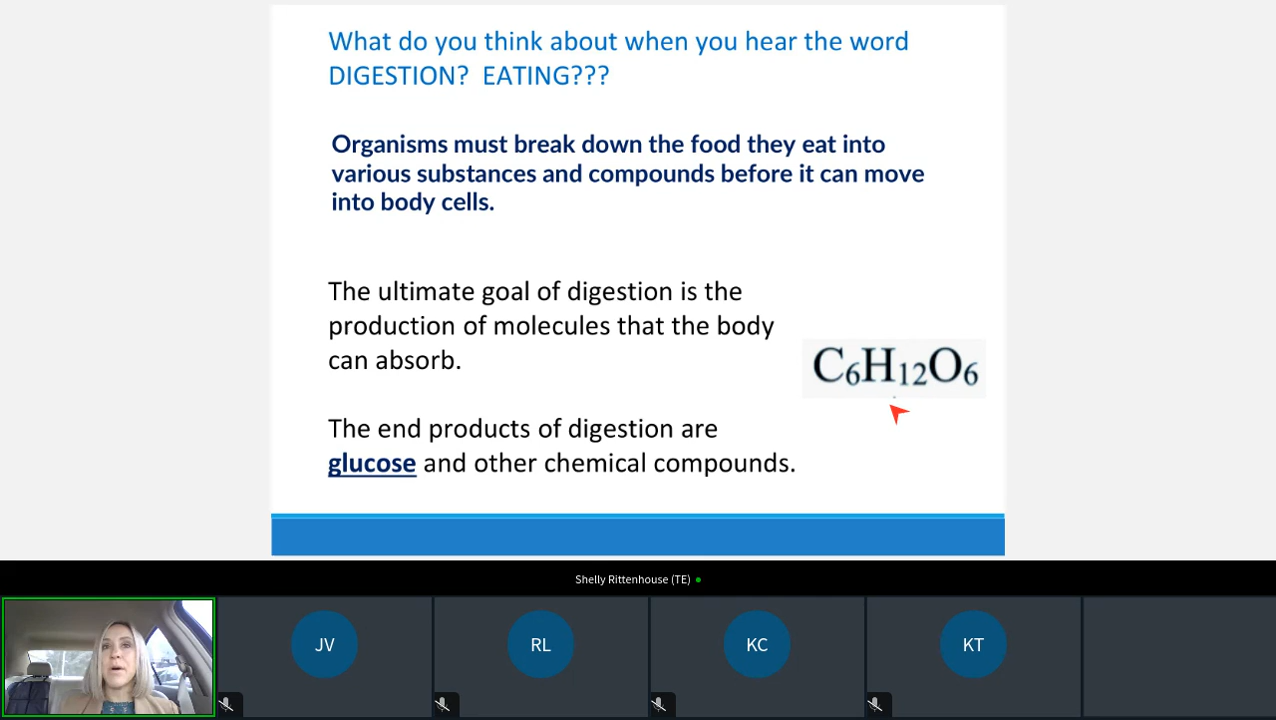 What do you think about when you hear the word
DIGESTION? EATING???
Organisms must break down the food they eat into
various substances and compounds before it can move
into body cells.
The ultimate goal of digestion is the
production of molecules that the body
can absorb.
C₆H₁₂O₆
The end products of digestion are
glucose and other chemical compounds.
Shelly Rittenhouse (TE)
JV
RL
KC
KT